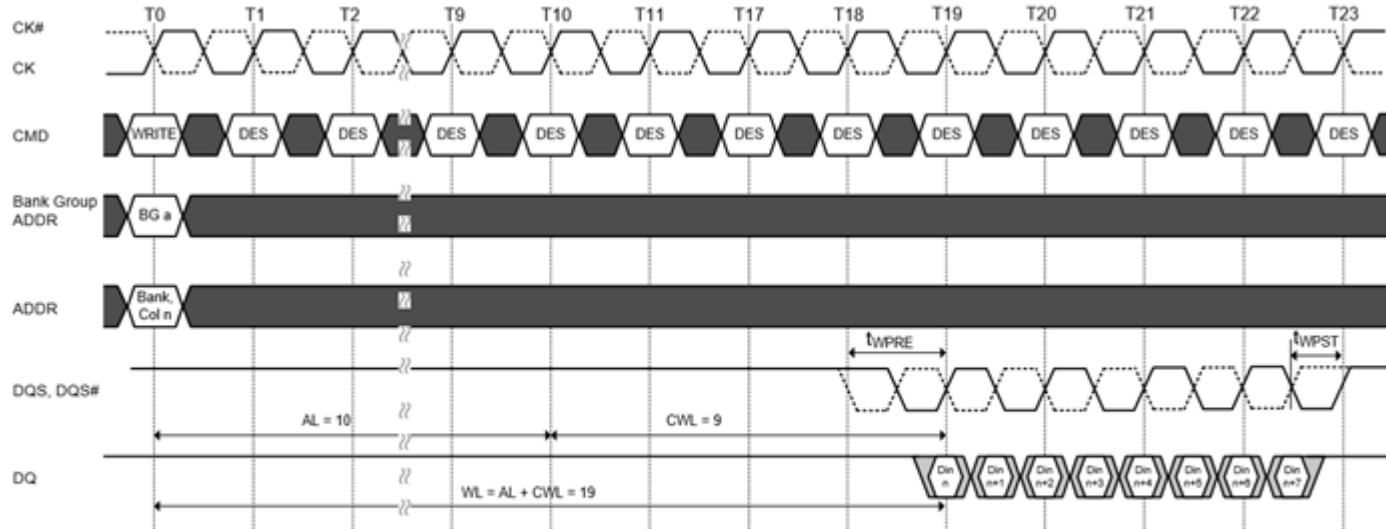 T0 T1 T2 T9 T10 T11 T17 T18 T19 T20 T21 T22 T23
CK#
CK
CMD WRITE DES DES DES DES DES DES DES DES DES DES DES DES
Bank Group
ADDR
BG a
ADDR
Bank,
Col n
tWPRE tWPST
DQS, DQS#
AL = 10 CWL = 9
DQ
Din
n
Din
n+1
Din
n+2
Din
n+3
Din
n+4
Din
n+5
Din
n+6
Din
n+7
WL = AL + CWL = 19